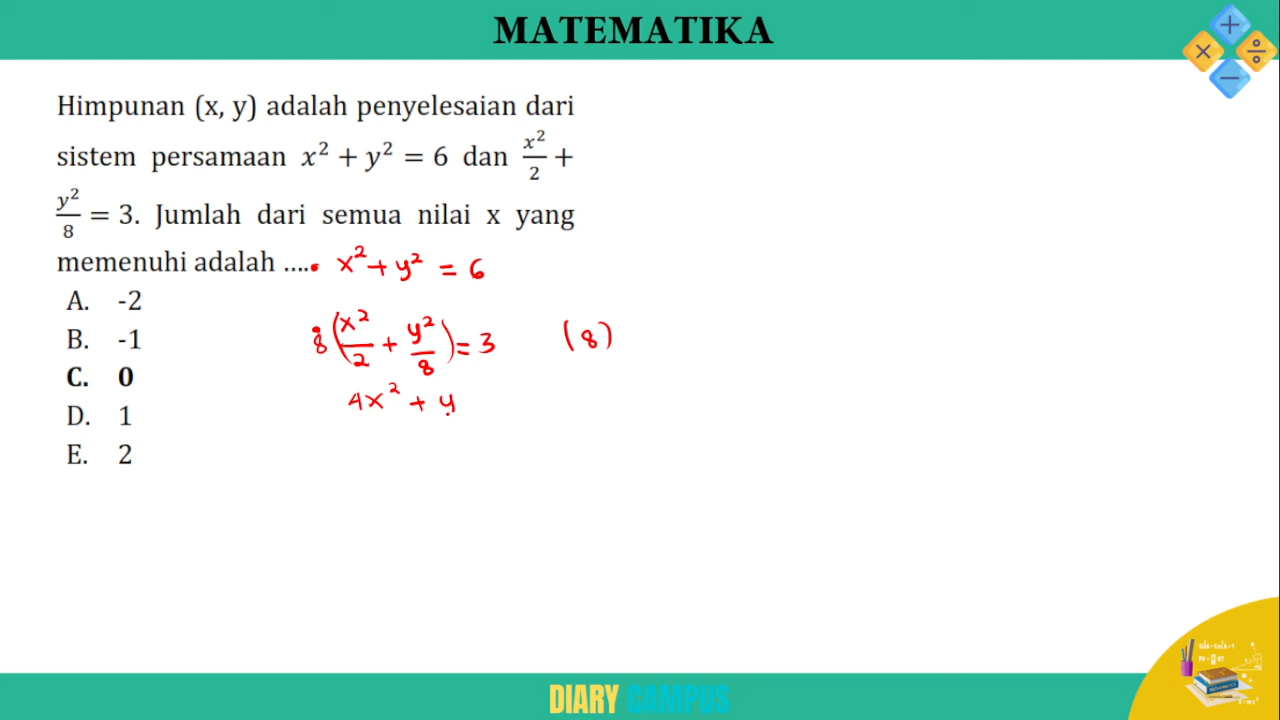 MATEMATIKA
Himpunan (x, y) adalah penyelesaian dari
sistem persamaan x² + y² = 6 dan x²/2 +
y²/8 = 3. Jumlah dari semua nilai x yang
memenuhi adalah ....
• x² + y² = 6
A. -2
8(x²/2 + y²/8) = 3 (8)
B. -1
C. 0
4x² + y
D. 1
E. 2
DIARY CAMPUS